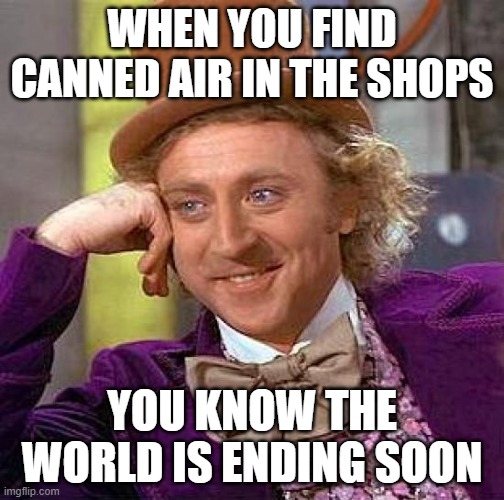 WHEN YOU FIND
CANNED AIR IN THE SHOPS
YOU KNOW THE
WORLD IS ENDING SOON
imgflip.com